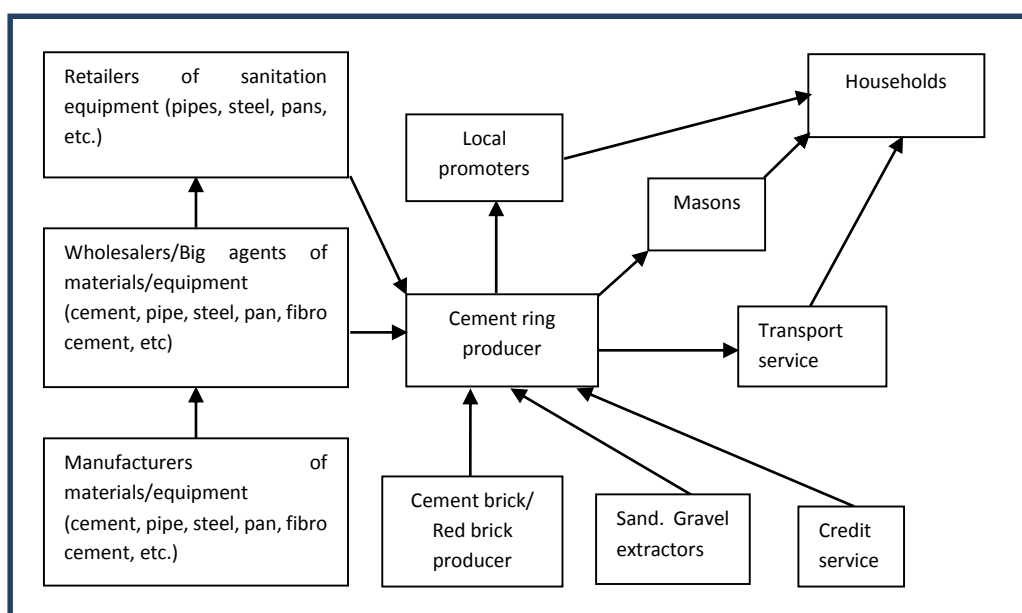 Retailers of sanitation
equipment (pipes, steel, pans,
etc.)
Households
Local
promoters
Masons
Wholesalers/Big agents of
materials/equipment
(cement, pipe, steel, pan, fibro
cement, etc)
Cement ring
producer
Transport
service
Manufacturers of
materials/equipment
(cement, pipe, steel, pan, fibro
cement, etc.)
Cement brick/
Red brick
producer
Sand. Gravel
extractors
Credit
service